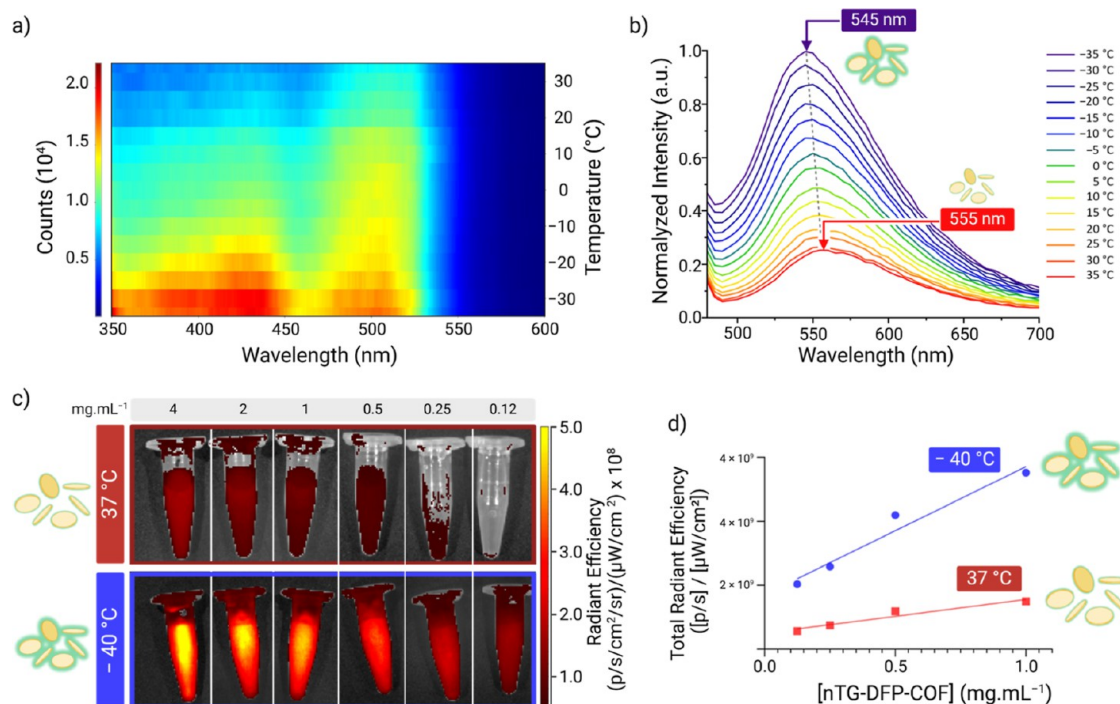 a)
2.0
1.5
1.0
0.5
Counts (10⁴)
30
20
10
0
−10
−20
−30
Temperature (°C)
350 400 450 500 550 600
Wavelength (nm)
b)
545 nm
555 nm
1.0
0.8
0.6
0.4
0.2
0.0
Normalized Intensity (a.u.)
500 550 600 650 700
Wavelength (nm)
−35 °C
−30 °C
−25 °C
−20 °C
−15 °C
−10 °C
−5 °C
0 °C
5 °C
10 °C
15 °C
20 °C
25 °C
30 °C
35 °C
c)
mg.mL⁻¹ 4 2 1 0.5 0.25 0.12
37 °C
− 40 °C
5.0
4.0
3.0
2.0
1.0
Radiant Efficiency
(p/s/cm²/sr)/(µW/cm²) × 10⁸
d)
− 40 °C
37 °C
4 × 10⁹
4 × 10⁹
2 × 10⁹
Total Radiant Efficiency
([p/s] / [µW/cm²])
0.0 0.5 1.0
[nTG-DFP-COF] (mg.mL⁻¹)